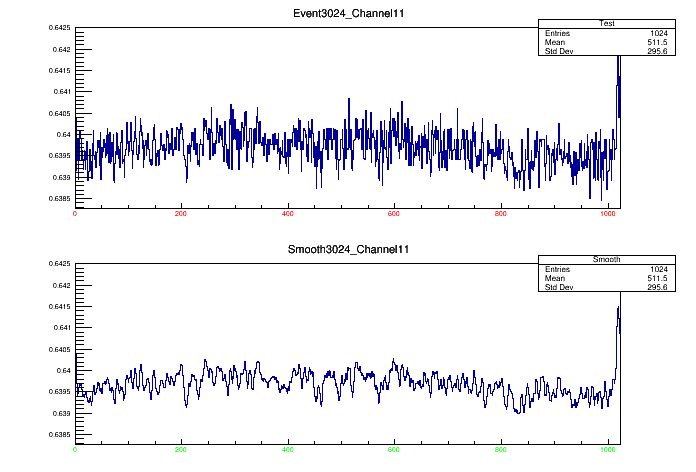 Event3024_Channel11
Test
Entries 1024
Mean 511.5
Std Dev 295.6
0.6425
0.642
0.6415
0.641
0.6405
0.64
0.6395
0.639
0.6385
0 200 400 600 800 1000
Smooth3024_Channel11
Smooth
Entries 1024
Mean 511.5
Std Dev 295.6
0.6425
0.642
0.6415
0.641
0.6405
0.64
0.6395
0.639
0.6385
0 200 400 600 800 1000